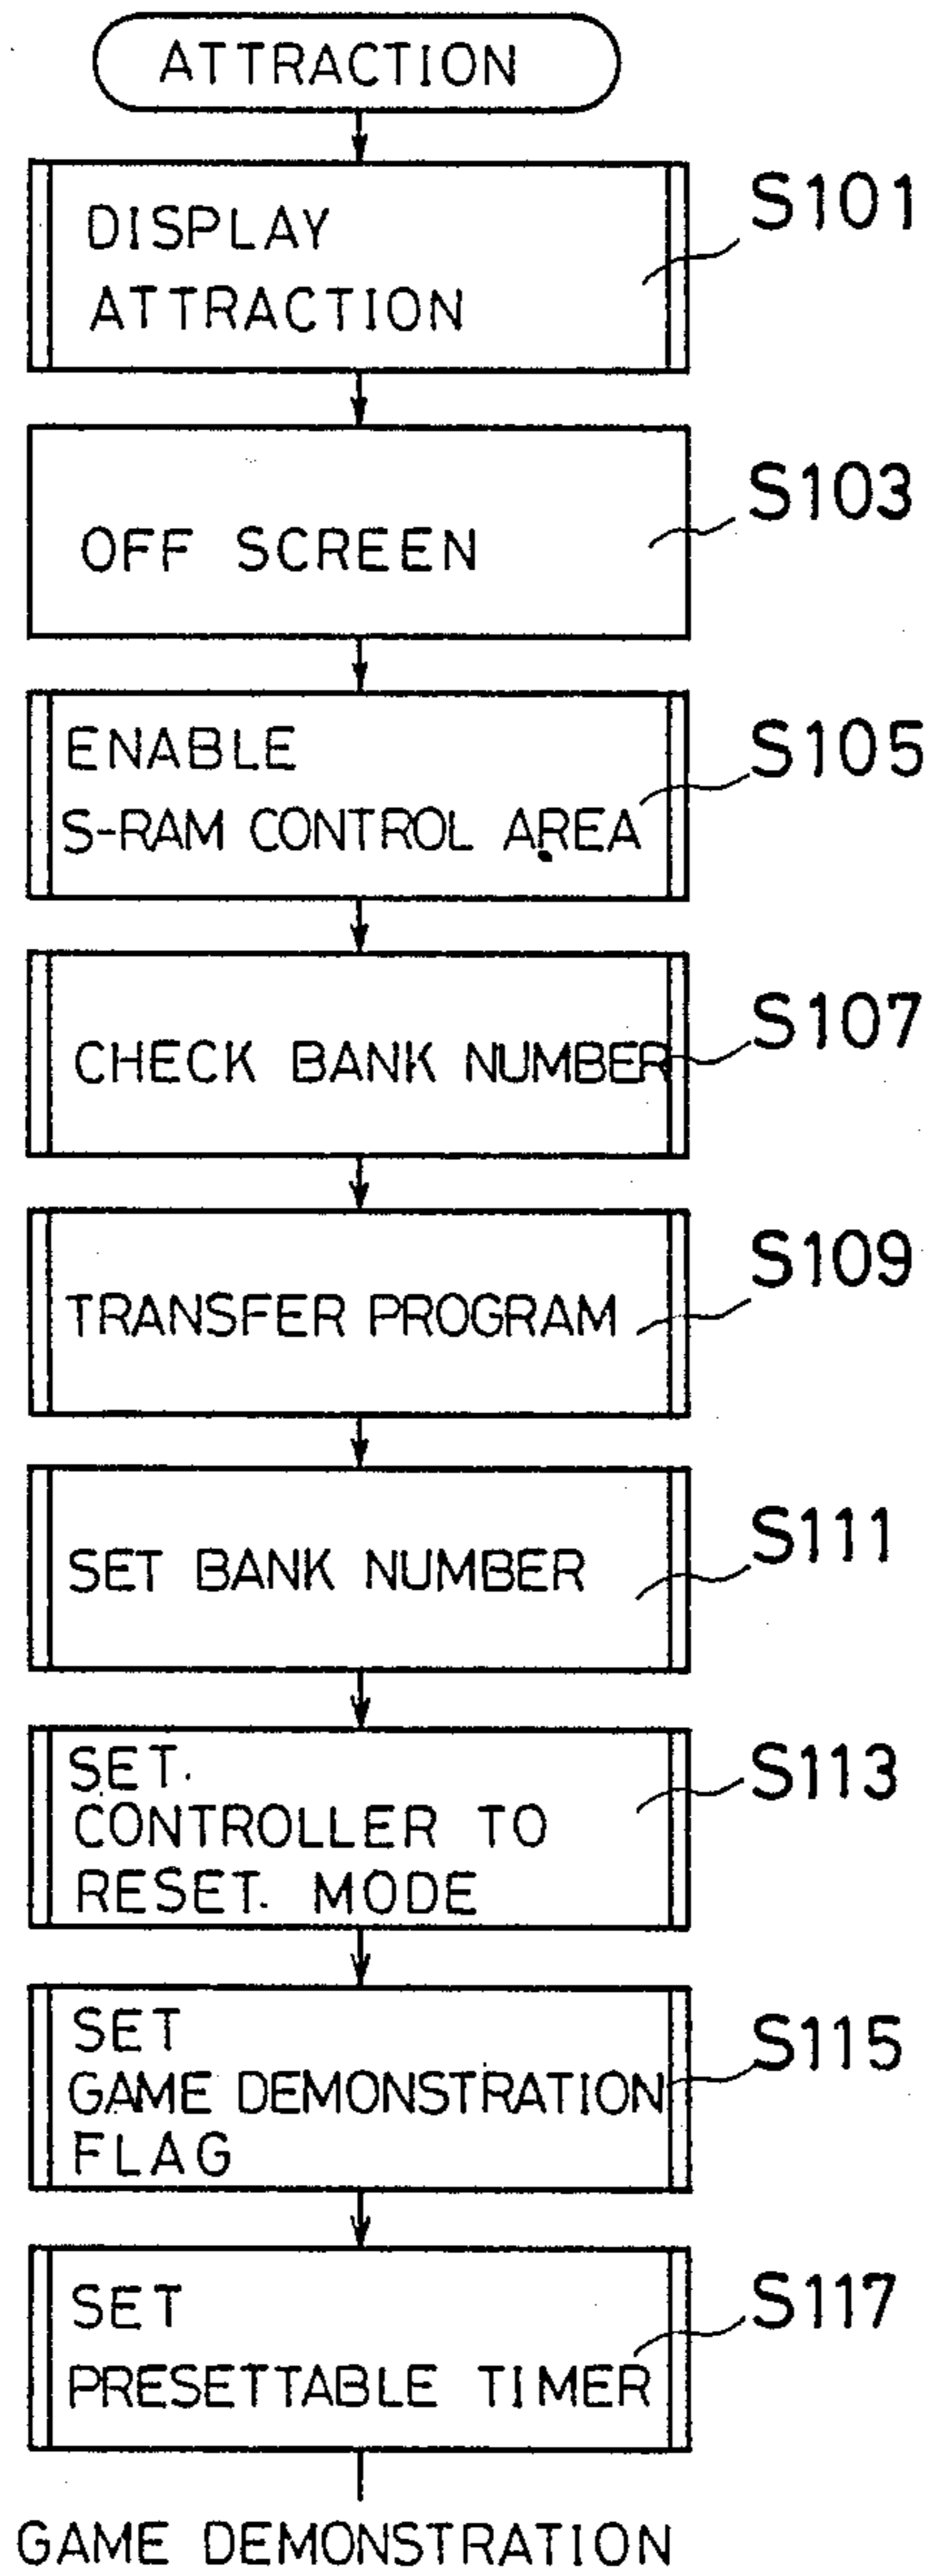 ATTRACTION
DISPLAY
ATTRACTION
S101
OFF SCREEN
S103
ENABLE
S-RAM CONTROL AREA
S105
CHECK BANK NUMBER
S107
TRANSFER PROGRAM
S109
SET BANK NUMBER
S111
SET.
CONTROLLER TO
RESET. MODE
S113
SET
GAME DEMONSTRATION
FLAG
S115
SET
PRESETTABLE TIMER
S117
GAME DEMONSTRATION